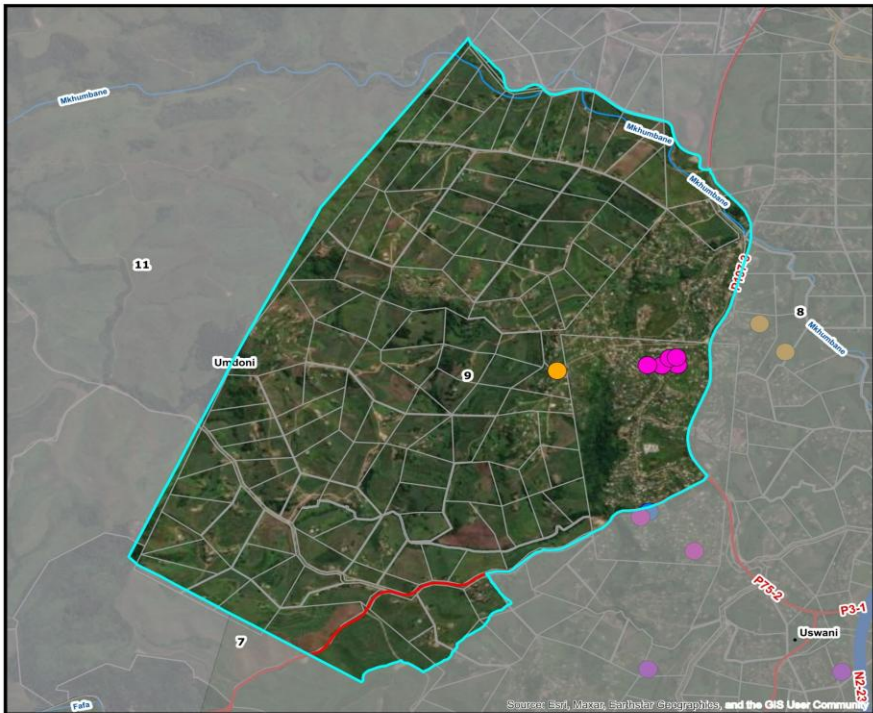 Mkhumbane
Mkhumbane
Mkhumbane
11
8
Mkhumbane
Umdoni
9
P75-2
P3-1
Uswani
7
N2-23
Fafa
Source: Esri, Maxar, Earthstar Geographics, and the GIS User Community